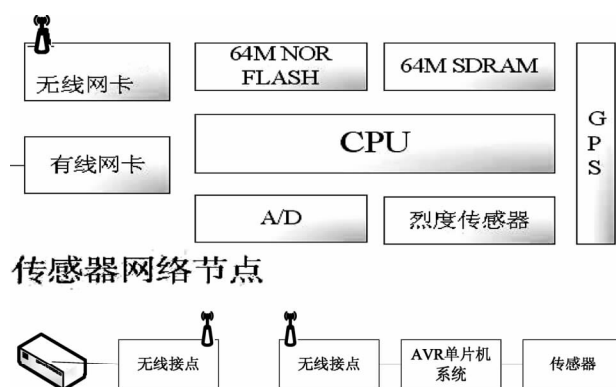 无线网卡
64M NOR
FLASH
64M SDRAM
GPS
CPU
有线网卡
A/D
烈度传感器
传感器网络节点
无线接点
无线接点
AVR单片机
系统
传感器